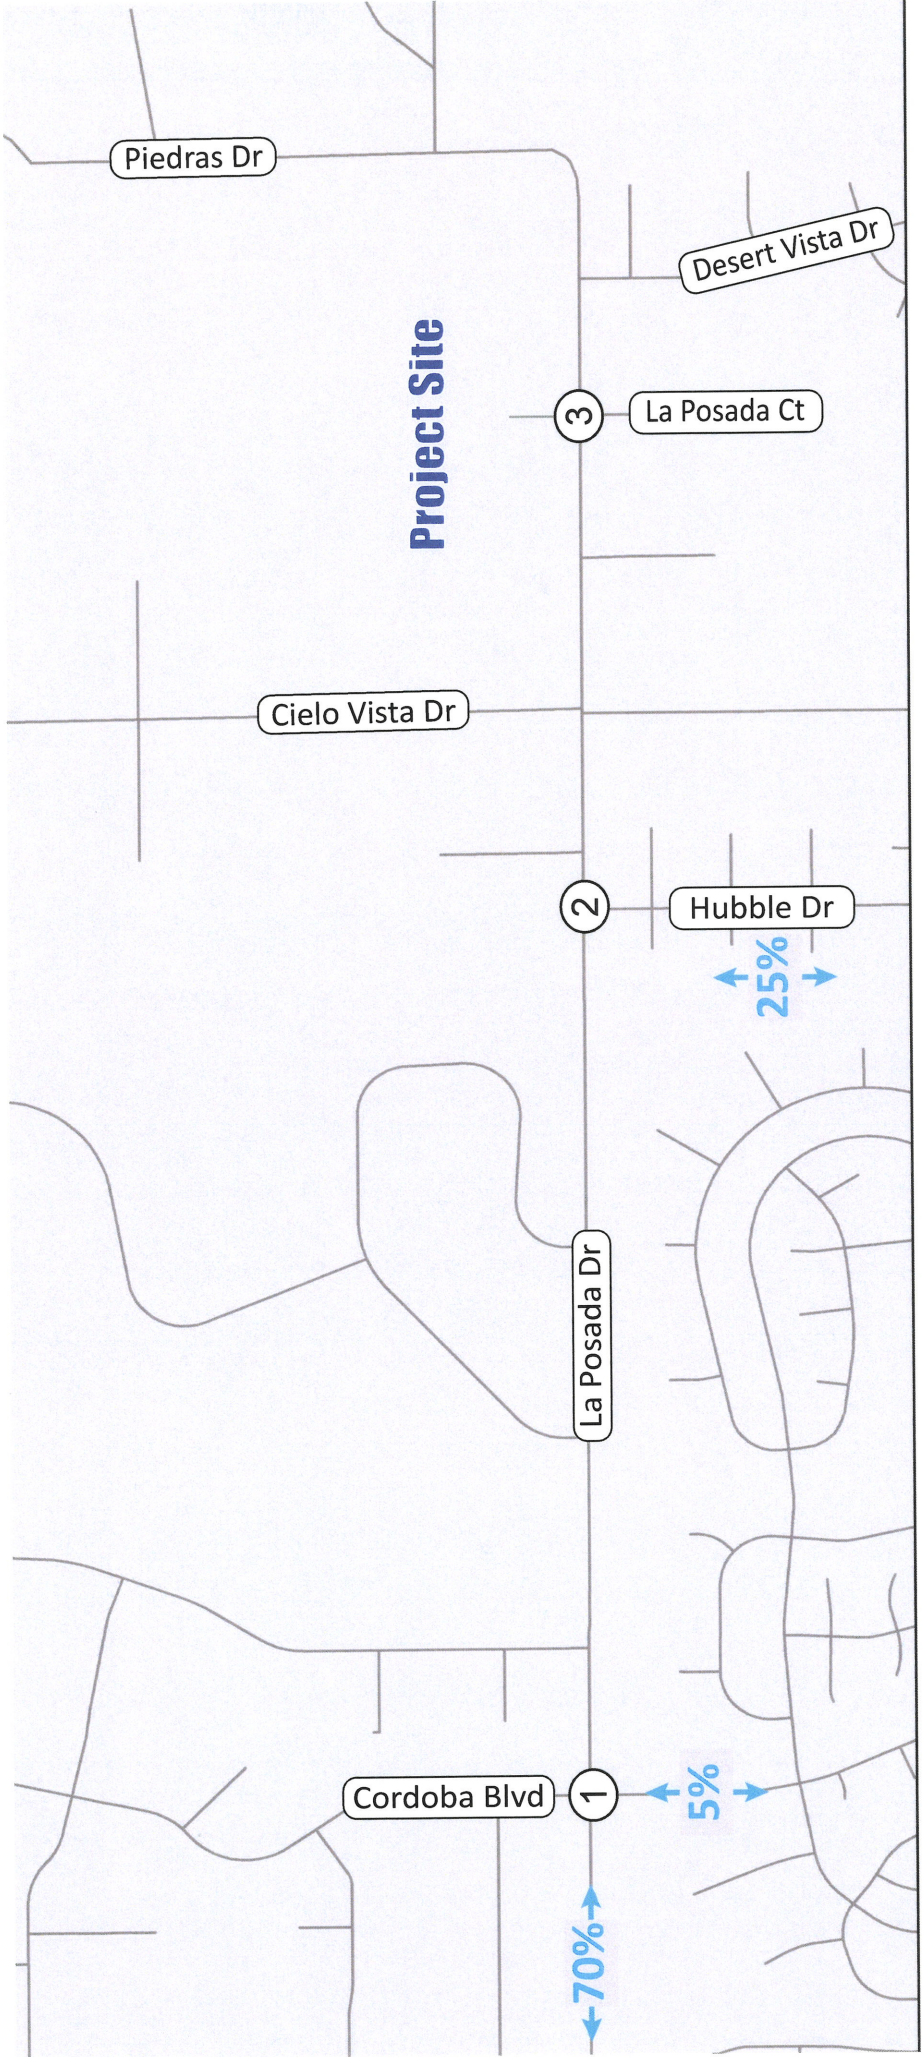 Piedras Dr
Desert Vista Dr
Project Site
3
La Posada Ct
Cielo Vista Dr
2
Hubble Dr
25%
La Posada Dr
Cordoba Blvd
1
5%
70%